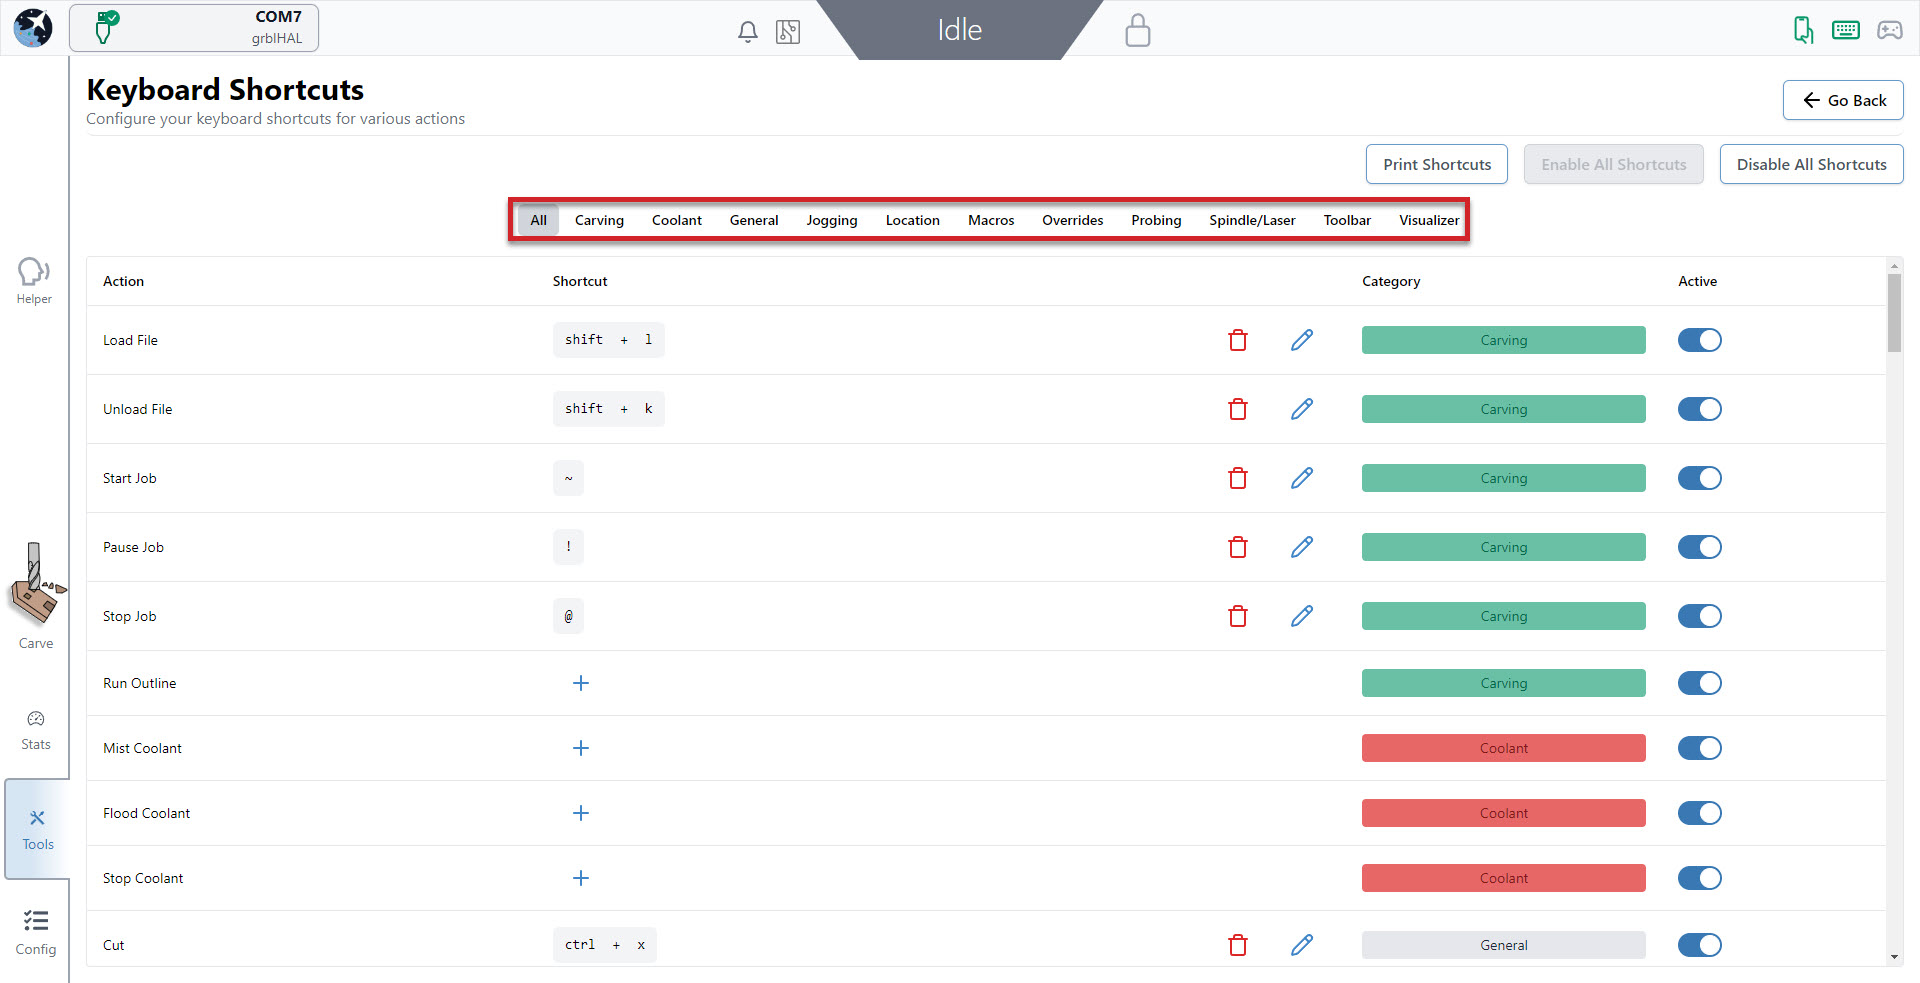 COM7
grblHAL
Idle
Keyboard Shortcuts
Configure your keyboard shortcuts for various actions
Go Back
Print Shortcuts
Enable All Shortcuts
Disable All Shortcuts
All Carving Coolant General Jogging Location Macros Overrides Probing Spindle/Laser Toolbar Visualizer
Action Shortcut Category Active
Load File shift + l Carving
Unload File shift + k Carving
Start Job ~ Carving
Pause Job ! Carving
Stop Job @ Carving
Run Outline + Carving
Mist Coolant + Coolant
Flood Coolant + Coolant
Stop Coolant + Coolant
Cut ctrl + x General
Helper
Carve
Stats
Tools
Config